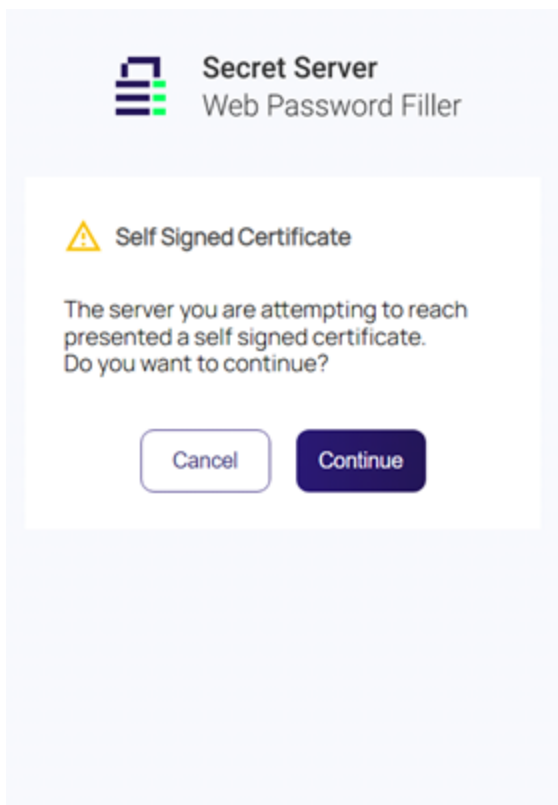 Secret Server
Web Password Filler
Self Signed Certificate
The server you are attempting to reach
presented a self signed certificate.
Do you want to continue?
Cancel
Continue